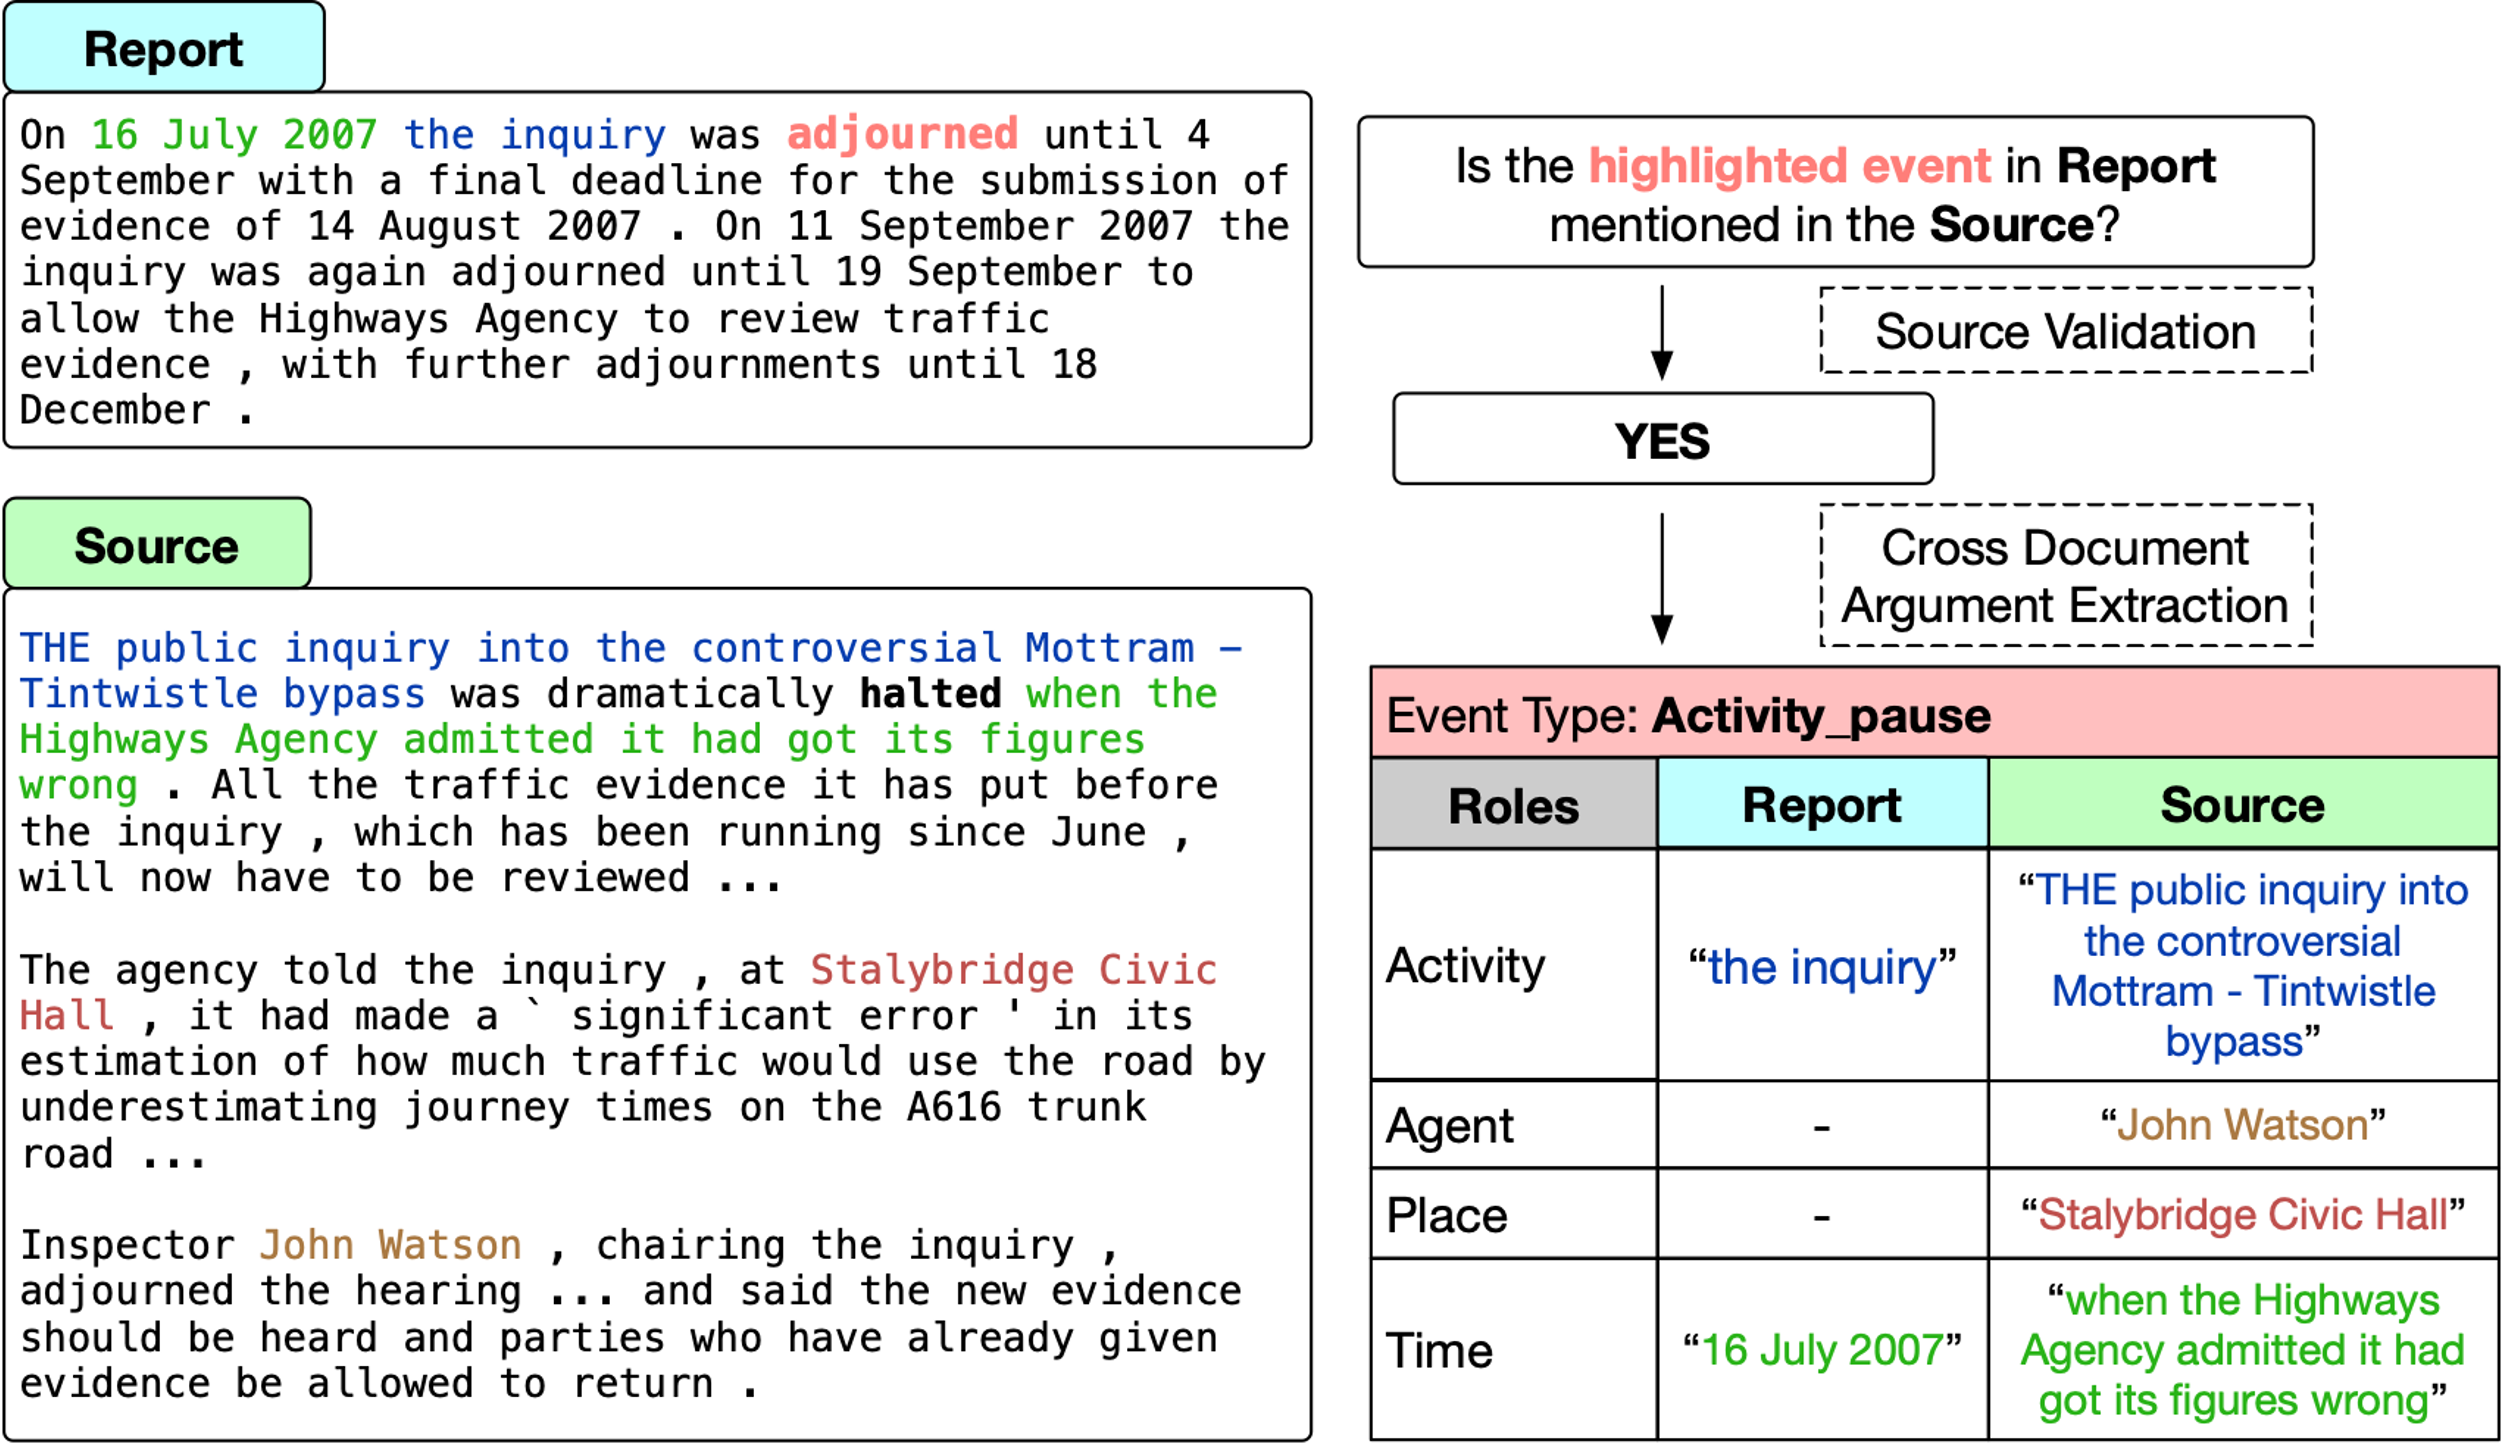 Report
On 16 July 2007 the inquiry was adjourned until 4
September with a final deadline for the submission of
evidence of 14 August 2007 . On 11 September 2007 the
inquiry was again adjourned until 19 September to
allow the Highways Agency to review traffic
evidence , with further adjournments until 18
December .
Source
THE public inquiry into the controversial Mottram –
Tintwistle bypass was dramatically halted when the
Highways Agency admitted it had got its figures
wrong . All the traffic evidence it has put before
the inquiry , which has been running since June ,
will now have to be reviewed ...
The agency told the inquiry , at Stalybridge Civic
Hall , it had made a ` significant error ' in its
estimation of how much traffic would use the road by
underestimating journey times on the A616 trunk
road ...
Inspector John Watson , chairing the inquiry ,
adjourned the hearing ... and said the new evidence
should be heard and parties who have already given
evidence be allowed to return .
Is the highlighted event in Report
mentioned in the Source?
Source Validation
YES
Cross Document
Argument Extraction
Event Type: Activity_pause
Roles Report Source
Activity “the inquiry” “THE public inquiry into
the controversial
Mottram - Tintwistle
bypass”
Agent - “John Watson”
Place - “Stalybridge Civic Hall”
Time “16 July 2007” “when the Highways
Agency admitted it had
got its figures wrong”